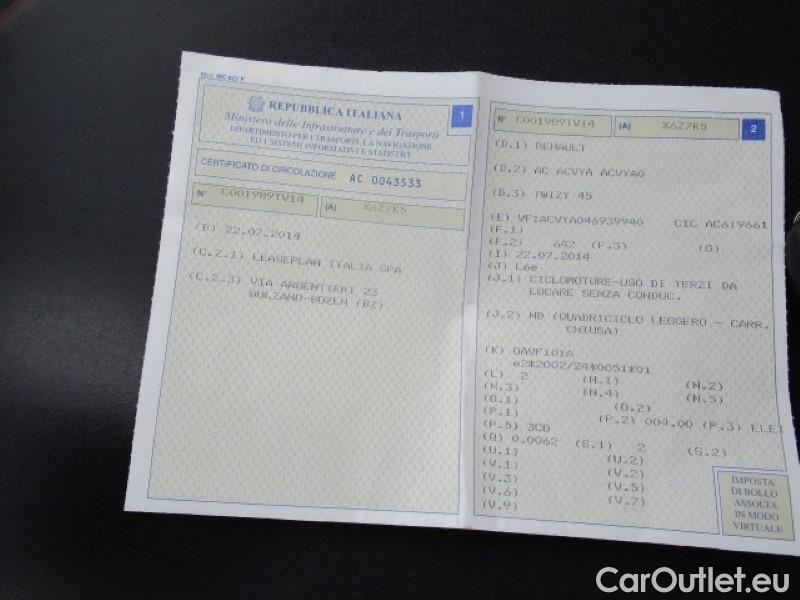 Mod. MC 821 F
REPUBBLICA ITALIANA
1
Ministero delle Infrastrutture e dei Trasporti
DIPARTIMENTO PER I TRASPORTI, LA NAVIGAZIONE
ED I SISTEMI INFORMATIVI E STATISTICI
CERTIFICATO DI CIRCOLAZIONE AC 0043533
N° C001989TV14 (A) X6Z7K5
(B) 22.07.2014
(C.2.1) LEASEPLAN ITALIA SPA
(C.2.3) VIA ARGENTIERI 23
BOLZANO-BOZEN (BZ)
N° C001989TV14 (A) X6Z7K5 2
(D.1) RENAULT
(D.2) AC ACVYA ACVYA0
(D.3) TWIZY 45
(E) VF1ACVYA046939940 CIC AC619661
(F.1)
(F.2) 642 (F.3) (G)
(I) 22.07.2014
(J) L6e
(J.1) CICLOMOTORE-USO DI TERZI DA
LOCARE SENZA CONDUC.
(J.2) ND (QUADRICICLO LEGGERO - CARR.
CHIUSA)
(K) OAVF101A
e2*2002/24*0051*01
(L) 2 (N.1) (N.2)
(N.3) (N.4) (N.5)
(O.1) (O.2)
(P.1) (P.2) 004.00 (P.3) ELET
(P.5) 3CG
(Q) 0.0062 (S.1) 2 (S.2)
(U.1) (U.2)
(V.1) (V.2)
(V.3) (V.5)
(V.6) (V.7)
(V.9)
IMPOSTA
DI BOLLO
ASSOLTA
IN MODO
VIRTUALE
CarOutlet.eu